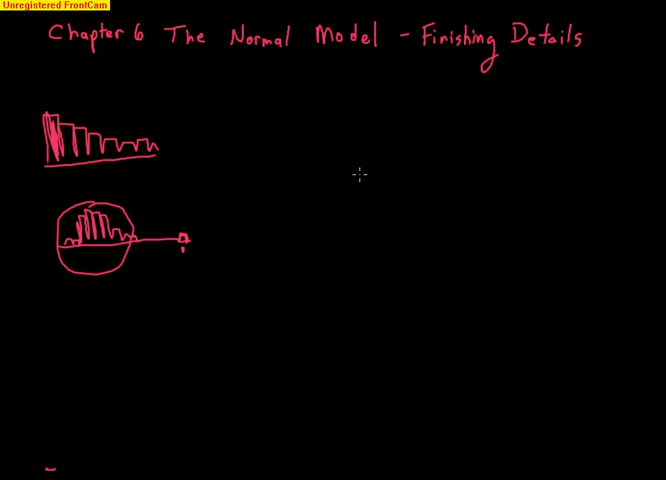 Unregistered FrontCam
Chapter 6 The Normal Model - Finishing Details